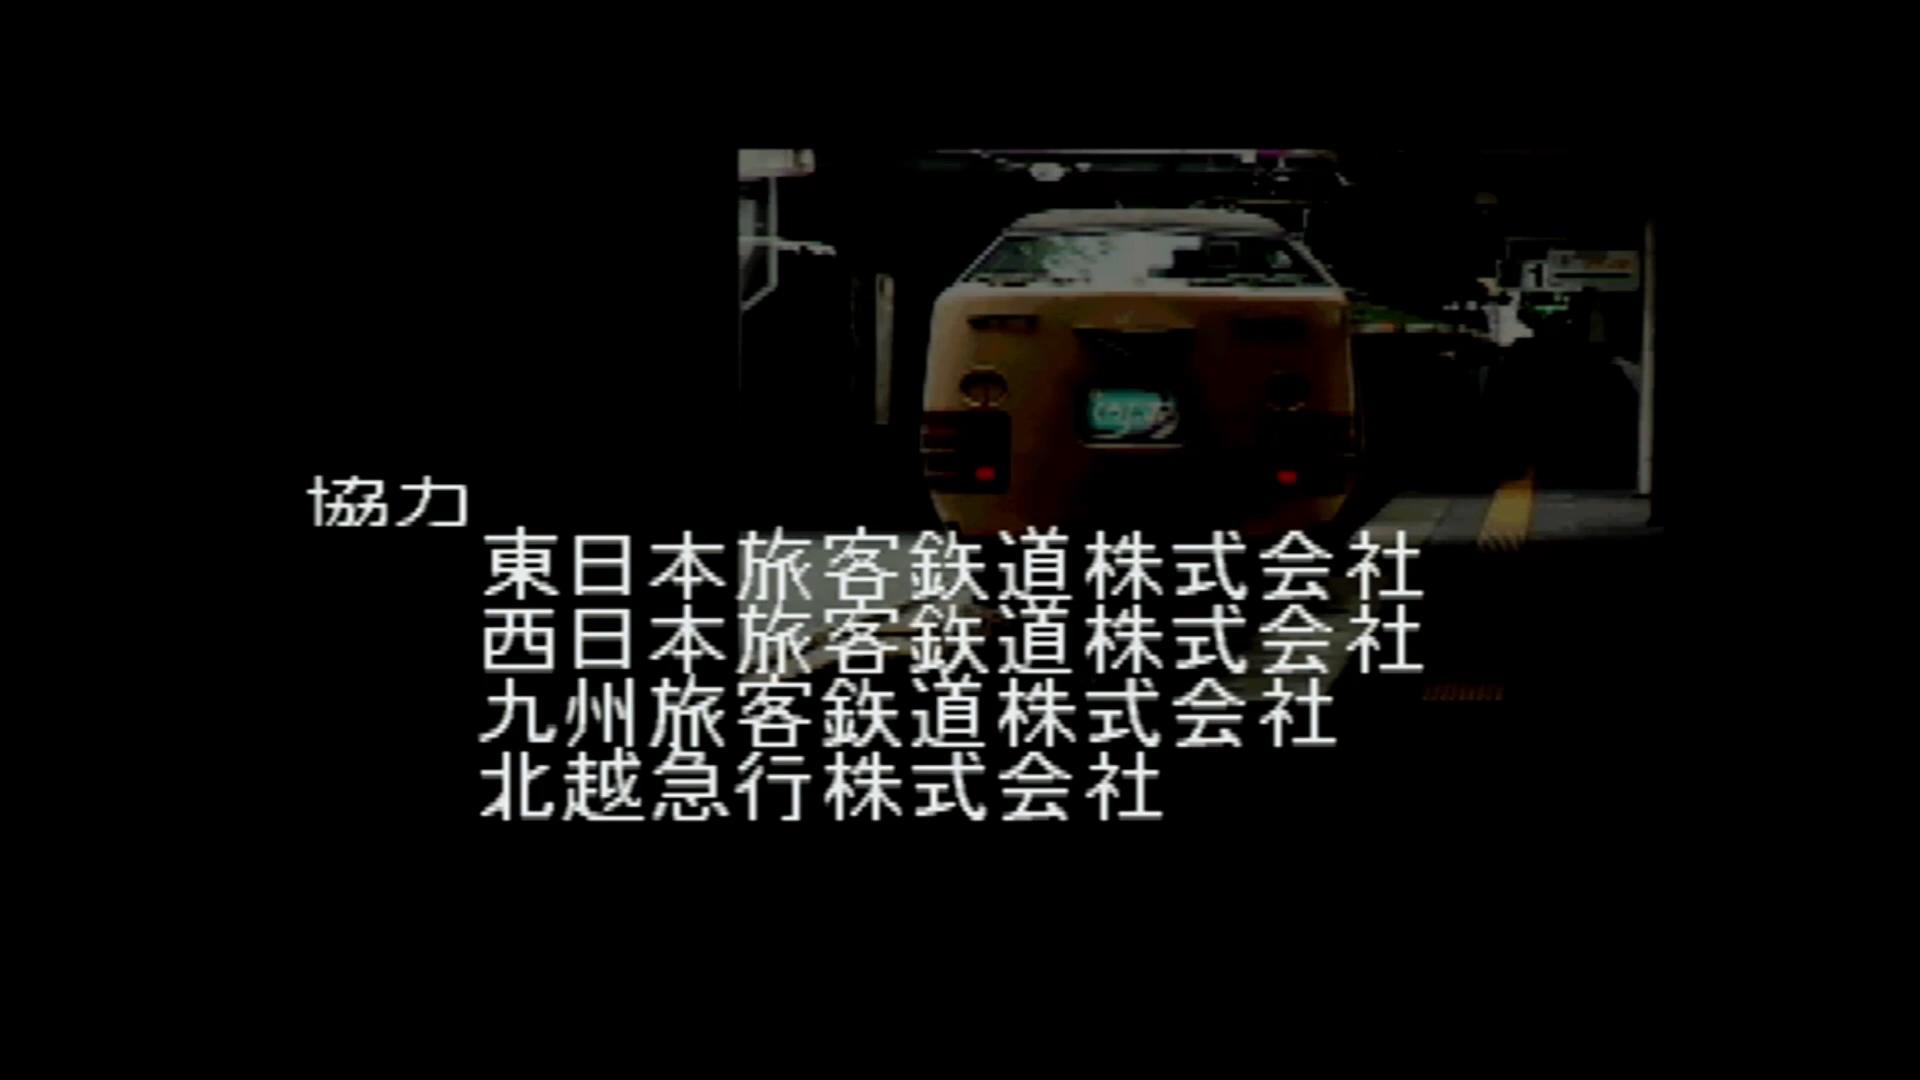 協力
東日本旅客鉄道株式会社
西日本旅客鉄道株式会社
九州旅客鉄道株式会社
北越急行株式会社